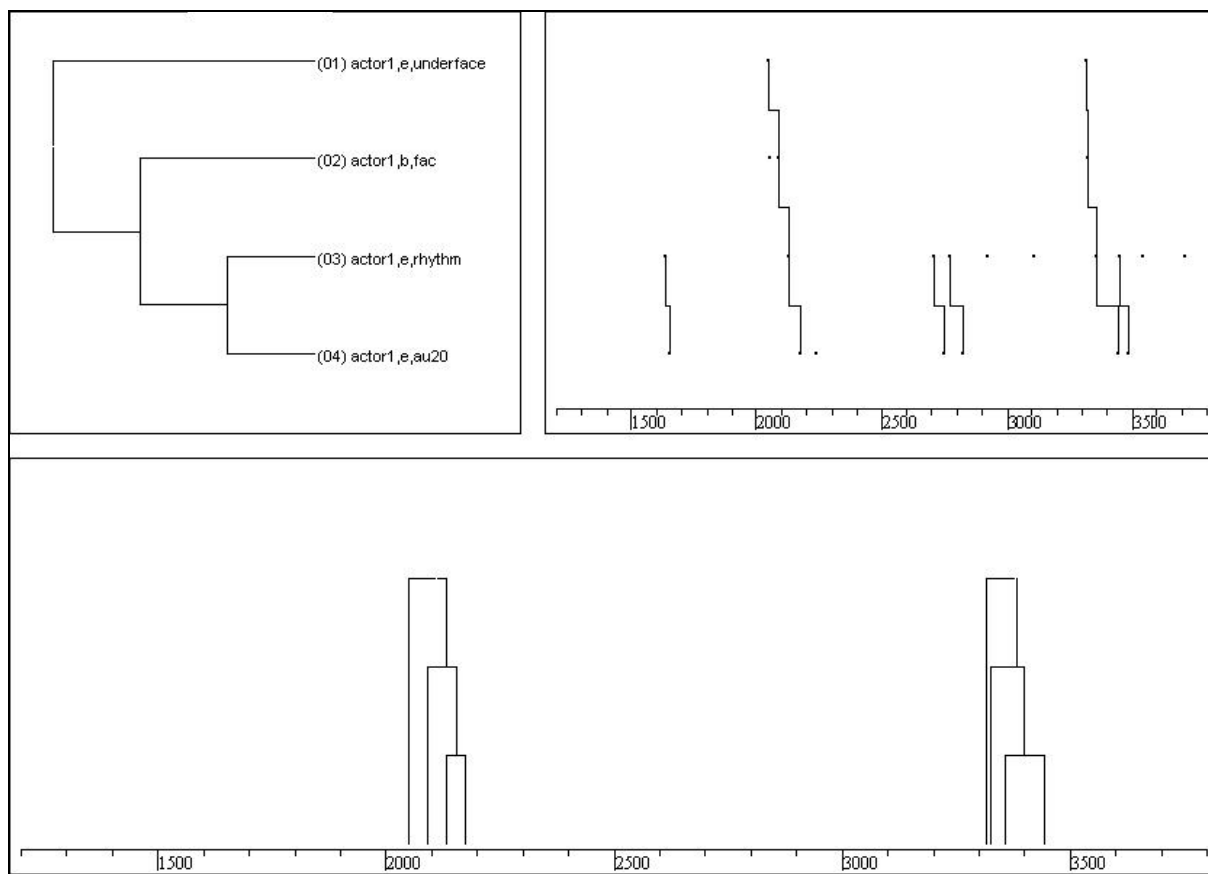 (01) actor1,e,underface
(02) actor1,b,fac
(03) actor1,e,rhythm
(04) actor1,e,au20
1500 2000 2500 3000 3500
1500 2000 2500 3000 3500